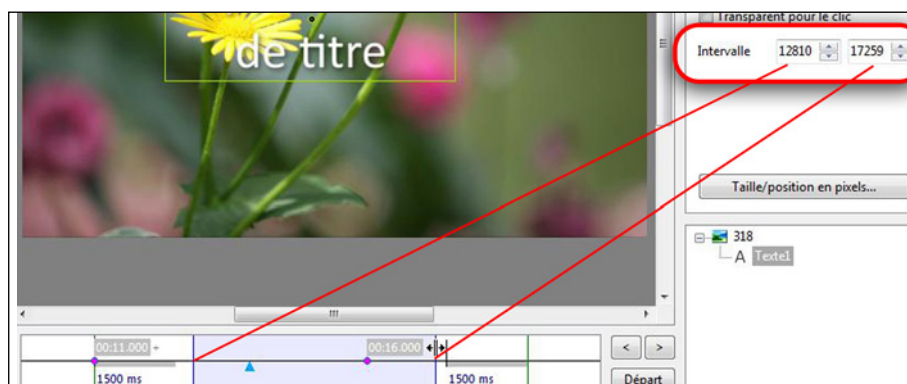 Transparent pour le clic
de titre
Intervalle 12810 17259
Taille/position en pixels...
318
A Texte1
00:11.000 00:16.000
< >
1500 ms 1500 ms Départ